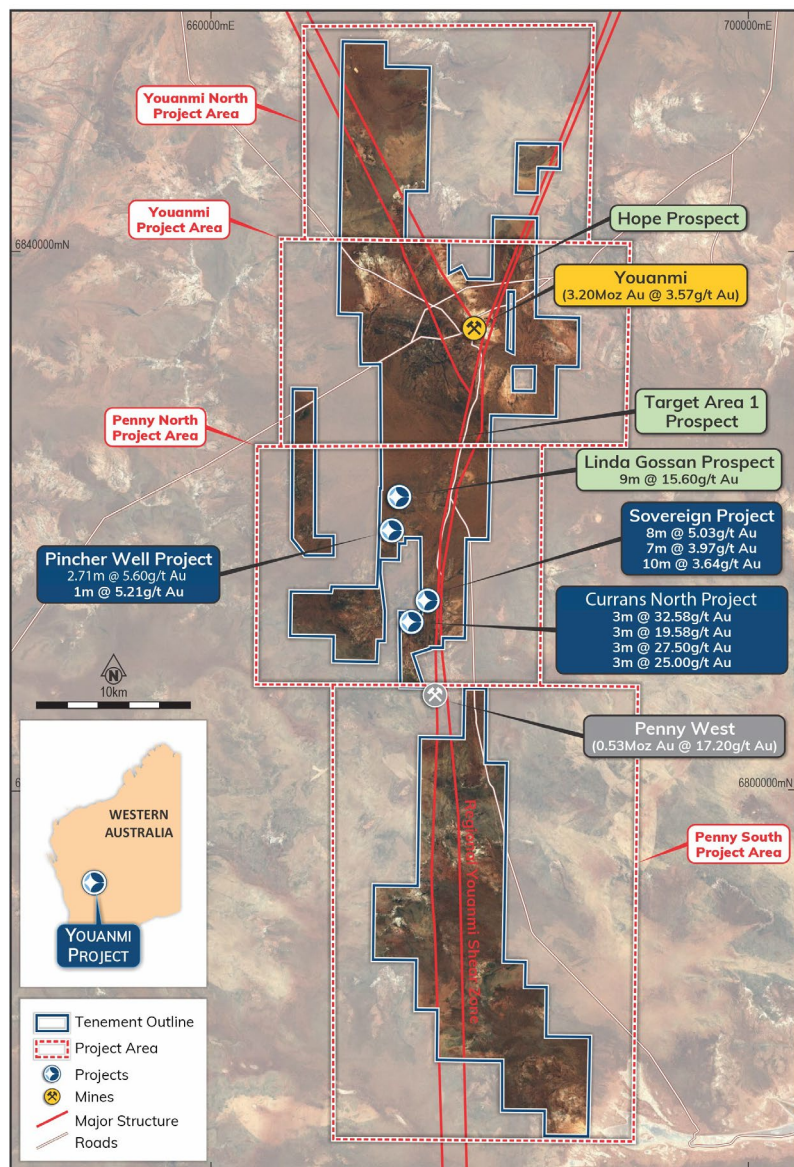 660000mE
700000mE
Youanmi North
Project Area
Youanmi
Project Area
Hope Prospect
6840000mN
Youanmi
(3.20Moz Au @ 3.57g/t Au)
Penny North
Project Area
Target Area 1
Prospect
Linda Gossan Prospect
9m @ 15.60g/t Au
Sovereign Project
8m @ 5.03g/t Au
7m @ 3.97g/t Au
10m @ 3.64g/t Au
Pincher Well Project
2.71m @ 5.60g/t Au
1m @ 5.21g/t Au
Currans North Project
3m @ 32.58g/t Au
3m @ 19.58g/t Au
3m @ 27.50g/t Au
3m @ 25.00g/t Au
N
10km
Penny West
(0.53Moz Au @ 17.20g/t Au)
6800000mN
WESTERN
AUSTRALIA
YOUANMI
PROJECT
Regional Youanmi Shear Zone
Penny South
Project Area
Tenement Outline
Project Area
Projects
Mines
Major Structure
Roads